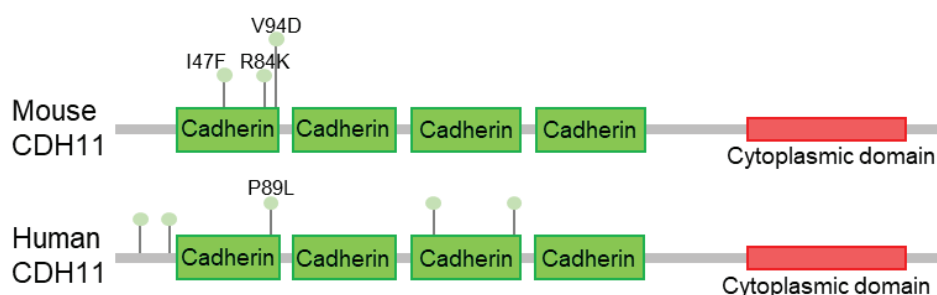 V94D
I47F R84K
Mouse
CDH11
Cadherin Cadherin Cadherin Cadherin
Cytoplasmic domain
P89L
Human
CDH11
Cadherin Cadherin Cadherin Cadherin
Cytoplasmic domain